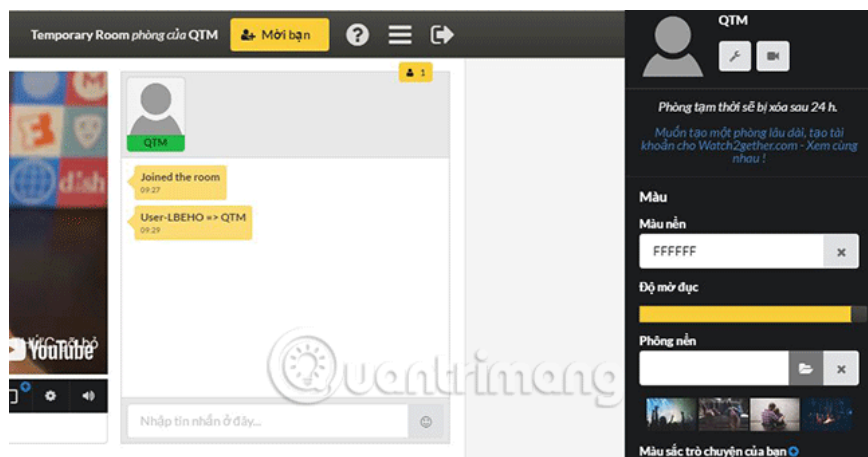 Temporary Room phòng của QTM
Mời bạn
1
QTM
Joined the room
09:27
User-LBEHO => QTM
09:29
dish
YouTube
Nhập tin nhắn ở đây...
Quantrimang
QTM
Phòng tạm thời sẽ bị xóa sau 24 h.
Muốn tạo một phòng lâu dài, tạo tài
khoản cho Watch2gether.com - Xem cùng
nhau !
Màu
Màu nền
FFFFFF
Độ mờ đục
Phông nền
Màu sắc trò chuyện của bạn